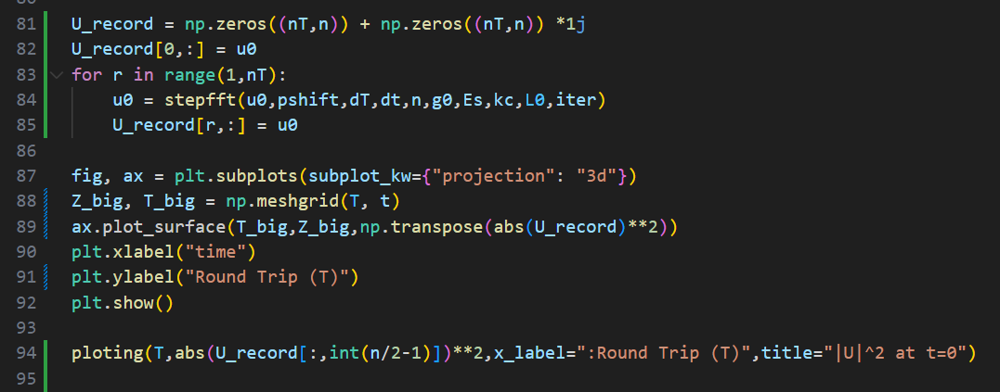 81 U_record = np.zeros((nT,n)) + np.zeros((nT,n)) *1j
82 U_record[0,:] = u0
83 for r in range(1,nT):
84     u0 = stepfft(u0,pshift,dT,dt,n,g0,Es,kc,L0,iter)
85     U_record[r,:] = u0
86
87 fig, ax = plt.subplots(subplot_kw={"projection": "3d"})
88 Z_big, T_big = np.meshgrid(T, t)
89 ax.plot_surface(T_big,Z_big,np.transpose(abs(U_record)**2))
90 plt.xlabel("time")
91 plt.ylabel("Round Trip (T)")
92 plt.show()
93
94 ploting(T,abs(U_record[:,int(n/2-1)])**2,x_label=":Round Trip (T)",title="|U|^2 at t=0")
95